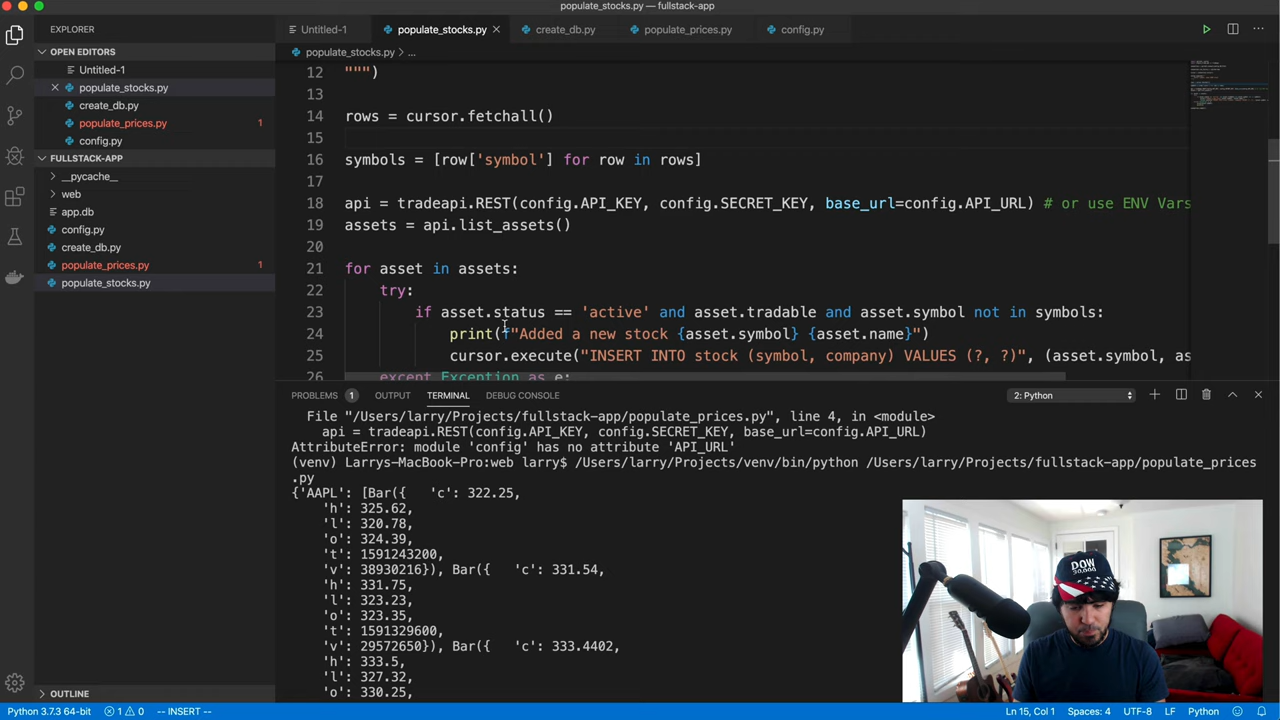 populate_stocks.py — fullstack-app
EXPLORER
OPEN EDITORS
Untitled-1
populate_stocks.py
create_db.py
populate_prices.py 1
config.py
FULLSTACK-APP
__pycache__
web
app.db
config.py
create_db.py
populate_prices.py 1
populate_stocks.py
OUTLINE
Untitled-1 populate_stocks.py create_db.py populate_prices.py config.py
populate_stocks.py > ...
12 """)
13
14 rows = cursor.fetchall()
15
16 symbols = [row['symbol'] for row in rows]
17
18 api = tradeapi.REST(config.API_KEY, config.SECRET_KEY, base_url=config.API_URL) # or use ENV Vars
19 assets = api.list_assets()
20
21 for asset in assets:
22 try:
23 if asset.status == 'active' and asset.tradable and asset.symbol not in symbols:
24 print(f"Added a new stock {asset.symbol} {asset.name}")
25 cursor.execute("INSERT INTO stock (symbol, company) VALUES (?, ?)", (asset.symbol, as
26 except Exception as e:
PROBLEMS 1 OUTPUT TERMINAL DEBUG CONSOLE 2: Python
File "/Users/larry/Projects/fullstack-app/populate_prices.py", line 4, in <module>
api = tradeapi.REST(config.API_KEY, config.SECRET_KEY, base_url=config.API_URL)
AttributeError: module 'config' has no attribute 'API_URL'
(venv) Larrys-MacBook-Pro:web larry$ /Users/larry/Projects/venv/bin/python /Users/larry/Projects/fullstack-app/populate_prices
.py
{'AAPL': [Bar({ 'c': 322.25,
'h': 325.62,
'l': 320.78,
'o': 324.39,
't': 1591243200,
'v': 38930216}), Bar({ 'c': 331.54,
'h': 331.75,
'l': 323.23,
'o': 323.35,
't': 1591329600,
'v': 29572650}), Bar({ 'c': 333.4402,
'h': 333.5,
'l': 327.32,
'o': 330.25,
DOW
30,000
Python 3.7.3 64-bit 1 0 -- INSERT -- Ln 15, Col 1 Spaces: 4 UTF-8 LF Python